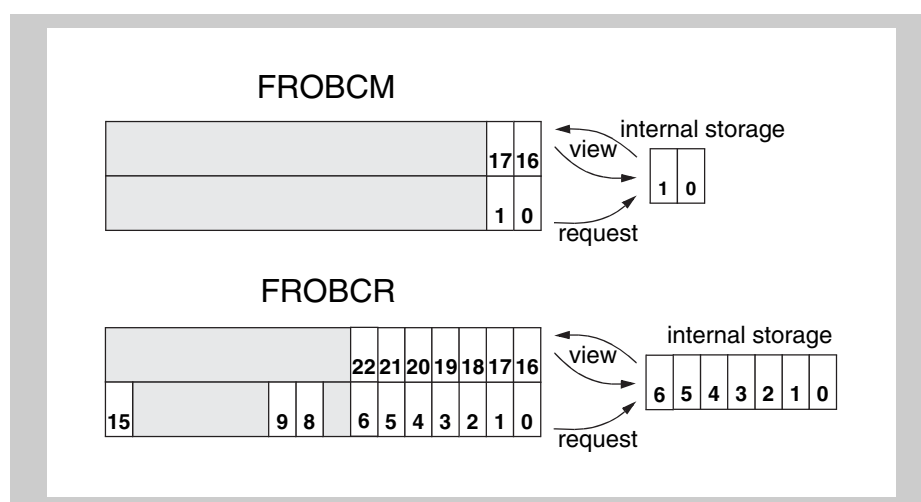 FROBCM
internal storage
view
17 16
1 0
1 0
request
FROBCR
internal storage
view
22 21 20 19 18 17 16
6 5 4 3 2 1 0
15 9 8 6 5 4 3 2 1 0
request